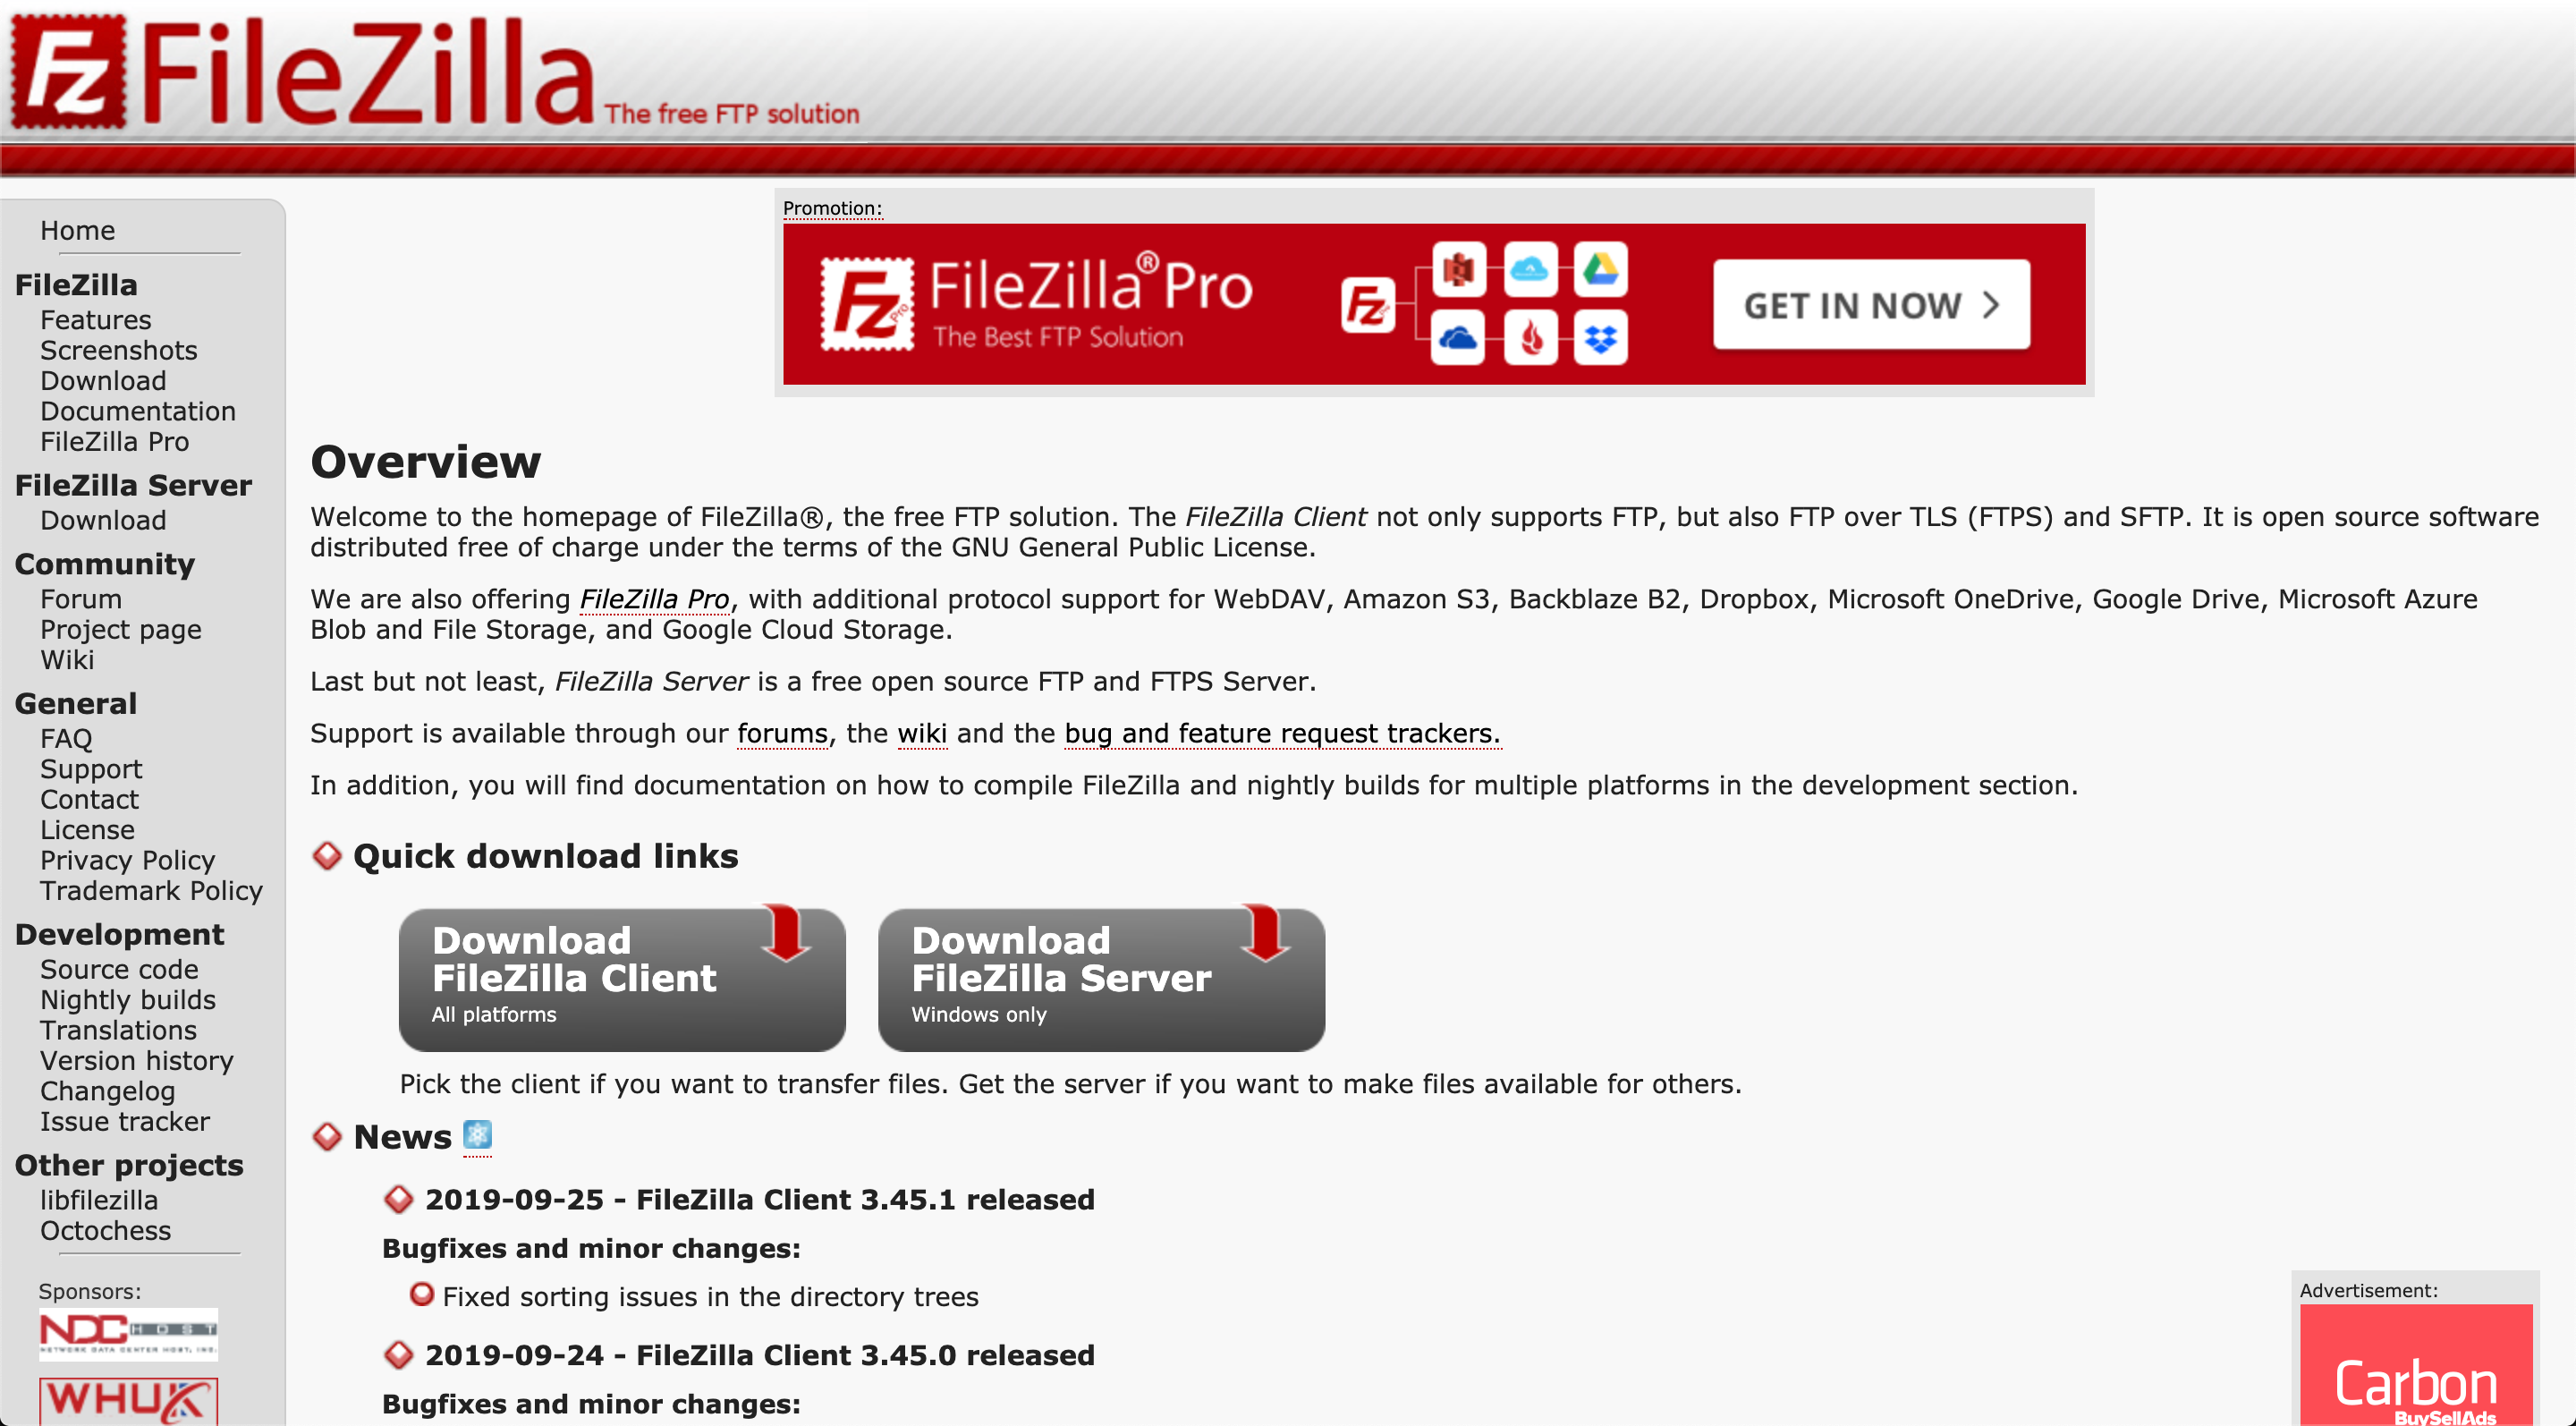 Fz FileZilla The free FTP solution
Home
FileZilla
Features
Screenshots
Download
Documentation
FileZilla Pro
FileZilla Server
Download
Community
Forum
Project page
Wiki
General
FAQ
Support
Contact
License
Privacy Policy
Trademark Policy
Development
Source code
Nightly builds
Translations
Version history
Changelog
Issue tracker
Other projects
libfilezilla
Octochess
Sponsors:
NDC HOST
NETWORK DATA CENTER HOST, INC.
WHUK
Promotion:
Fz Pro FileZilla® Pro
The Best FTP Solution
Fz
GET IN NOW
Overview
Welcome to the homepage of FileZilla®, the free FTP solution. The FileZilla Client not only supports FTP, but also FTP over TLS (FTPS) and SFTP. It is open source software
distributed free of charge under the terms of the GNU General Public License.
We are also offering FileZilla Pro, with additional protocol support for WebDAV, Amazon S3, Backblaze B2, Dropbox, Microsoft OneDrive, Google Drive, Microsoft Azure
Blob and File Storage, and Google Cloud Storage.
Last but not least, FileZilla Server is a free open source FTP and FTPS Server.
Support is available through our forums, the wiki and the bug and feature request trackers.
In addition, you will find documentation on how to compile FileZilla and nightly builds for multiple platforms in the development section.
Quick download links
Download
FileZilla Client
All platforms
Download
FileZilla Server
Windows only
Pick the client if you want to transfer files. Get the server if you want to make files available for others.
News
2019-09-25 - FileZilla Client 3.45.1 released
Bugfixes and minor changes:
Fixed sorting issues in the directory trees
2019-09-24 - FileZilla Client 3.45.0 released
Bugfixes and minor changes:
Advertisement:
Carbon
BuySellAds